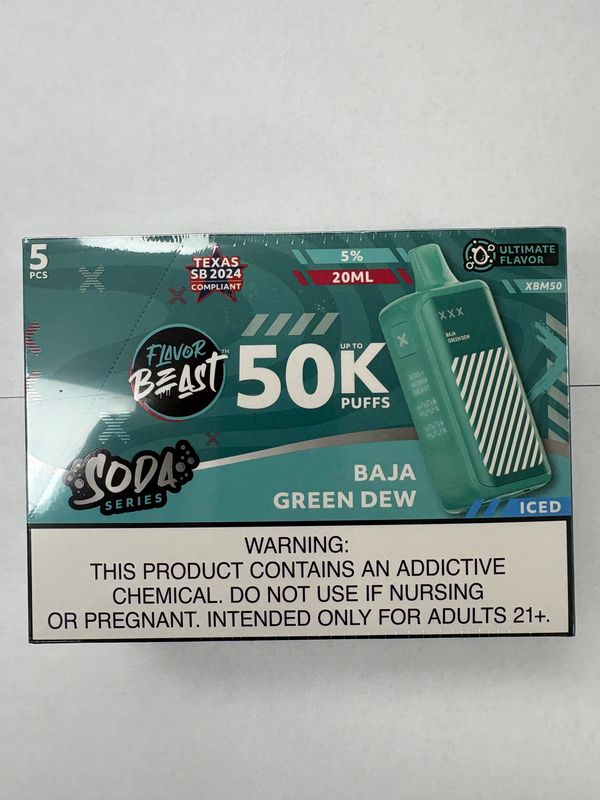 5
PCS
TEXAS
SB 2024
COMPLIANT
5%
20ML
ULTIMATE
FLAVOR
XBM50
XXX
X
BAJA
GREEN DEW
FLAVOR
BEAST™
UP TO
50K
PUFFS
SODA
SERIES
BAJA
GREEN DEW
ICED
WARNING:
THIS PRODUCT CONTAINS AN ADDICTIVE
CHEMICAL. DO NOT USE IF NURSING
OR PREGNANT. INTENDED ONLY FOR ADULTS 21+.